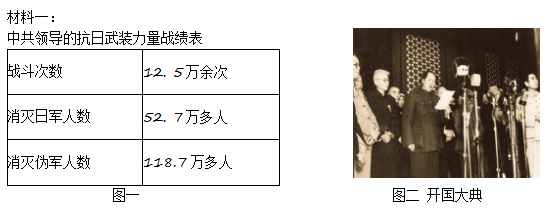 材料一：
中共领导的抗日武装力量战绩表
战斗次数 12. 5万余次
消灭日军人数 52. 7万多人
消灭伪军人数 118.7万多人
图一
图二 开国大典